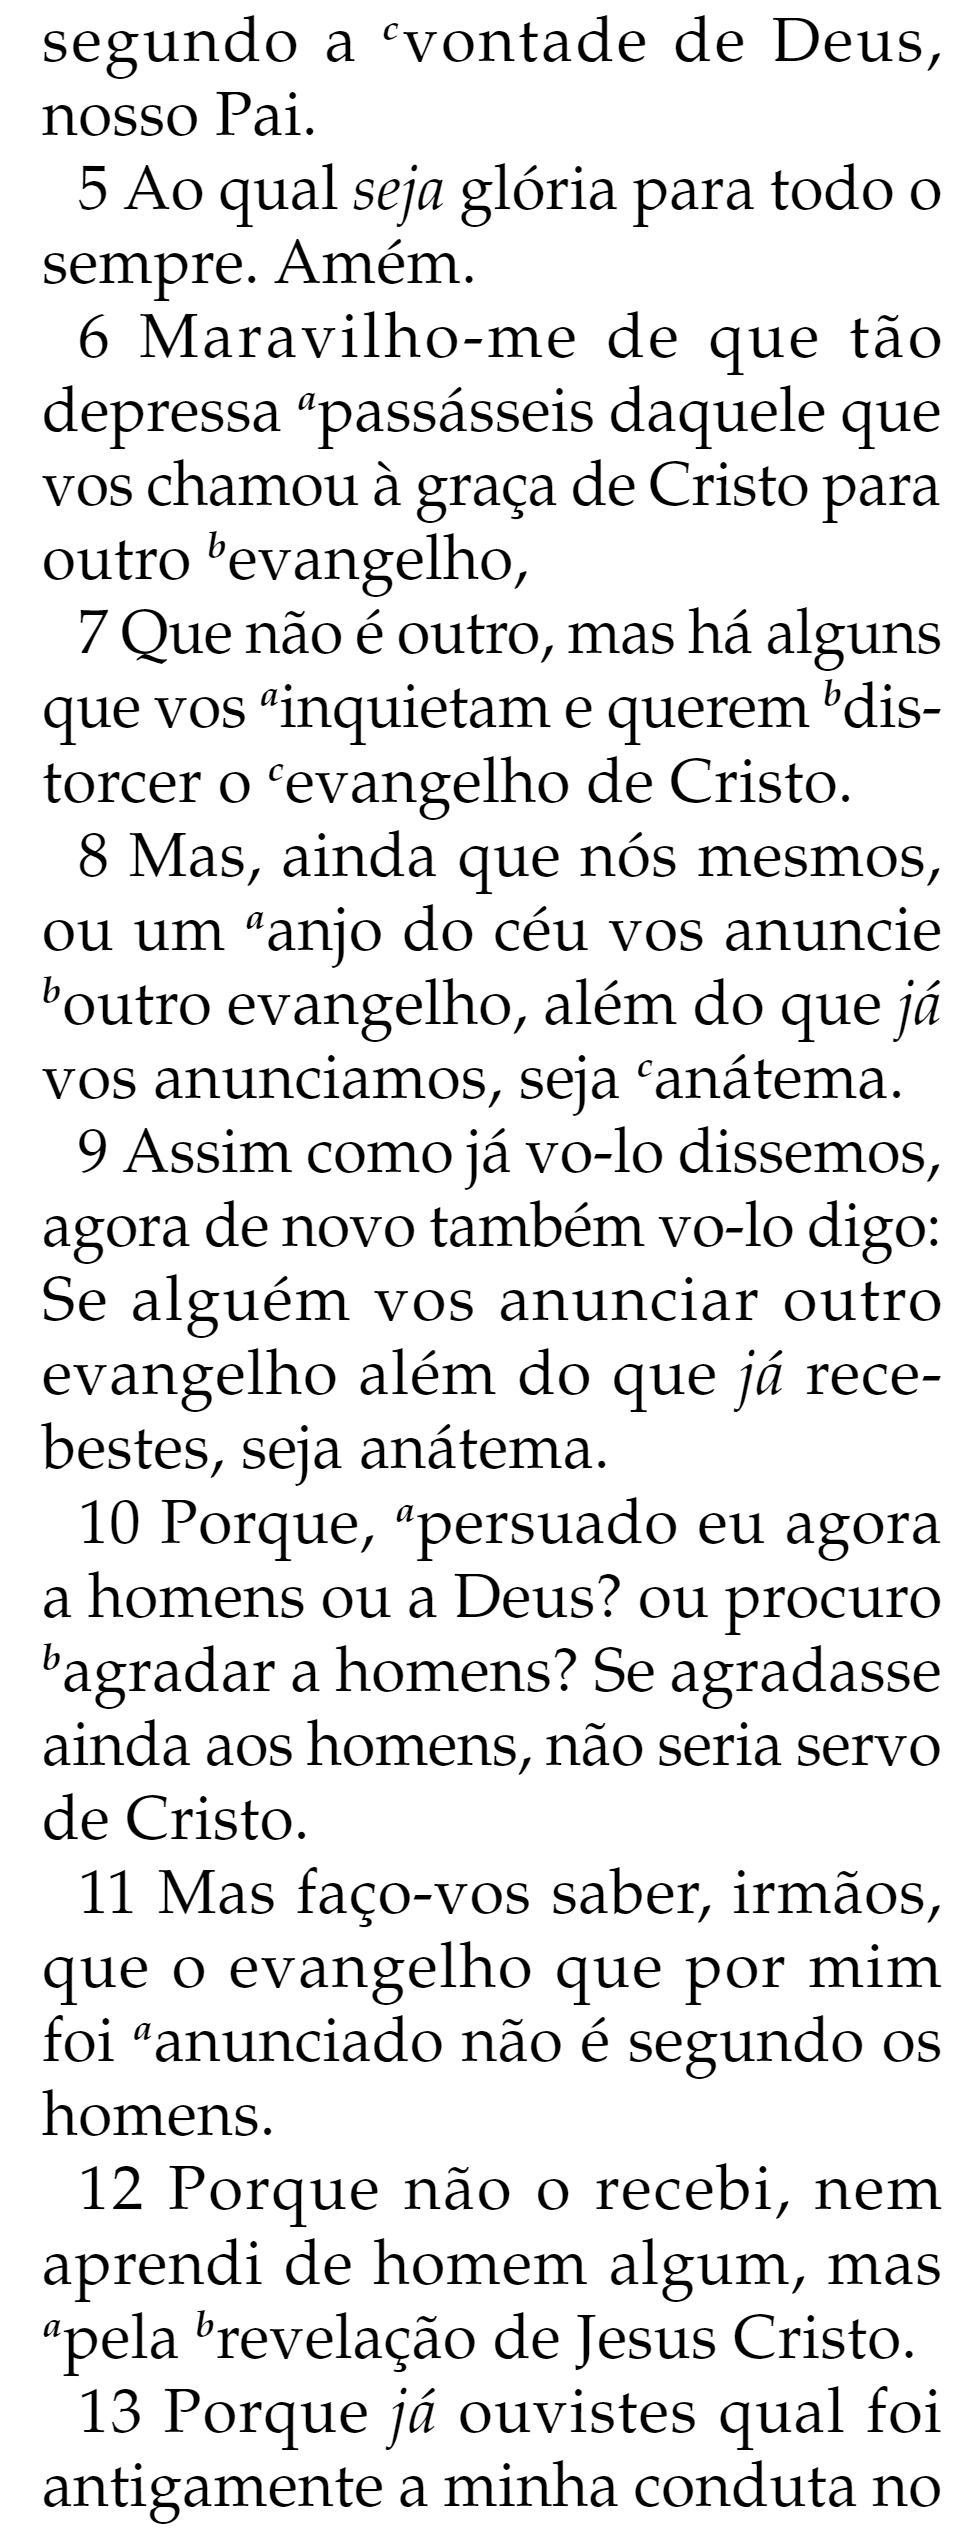 segundo a ᶜvontade de Deus,
nosso Pai.
5 Ao qual seja glória para todo o
sempre. Amém.
6 Maravilho-me de que tão
depressa ᵃpassásseis daquele que
vos chamou à graça de Cristo para
outro ᵇevangelho,
7 Que não é outro, mas há alguns
que vos ᵃinquietam e querem ᵇdis-
torcer o ᶜevangelho de Cristo.
8 Mas, ainda que nós mesmos,
ou um ᵃanjo do céu vos anuncie
ᵇoutro evangelho, além do que já
vos anunciamos, seja ᶜanátema.
9 Assim como já vo-lo dissemos,
agora de novo também vo-lo digo:
Se alguém vos anunciar outro
evangelho além do que já rece-
bestes, seja anátema.
10 Porque, ᵃpersuado eu agora
a homens ou a Deus? ou procuro
ᵇagradar a homens? Se agradasse
ainda aos homens, não seria servo
de Cristo.
11 Mas faço-vos saber, irmãos,
que o evangelho que por mim
foi ᵃanunciado não é segundo os
homens.
12 Porque não o recebi, nem
aprendi de homem algum, mas
ᵃpela ᵇrevelação de Jesus Cristo.
13 Porque já ouvistes qual foi
antigamente a minha conduta no